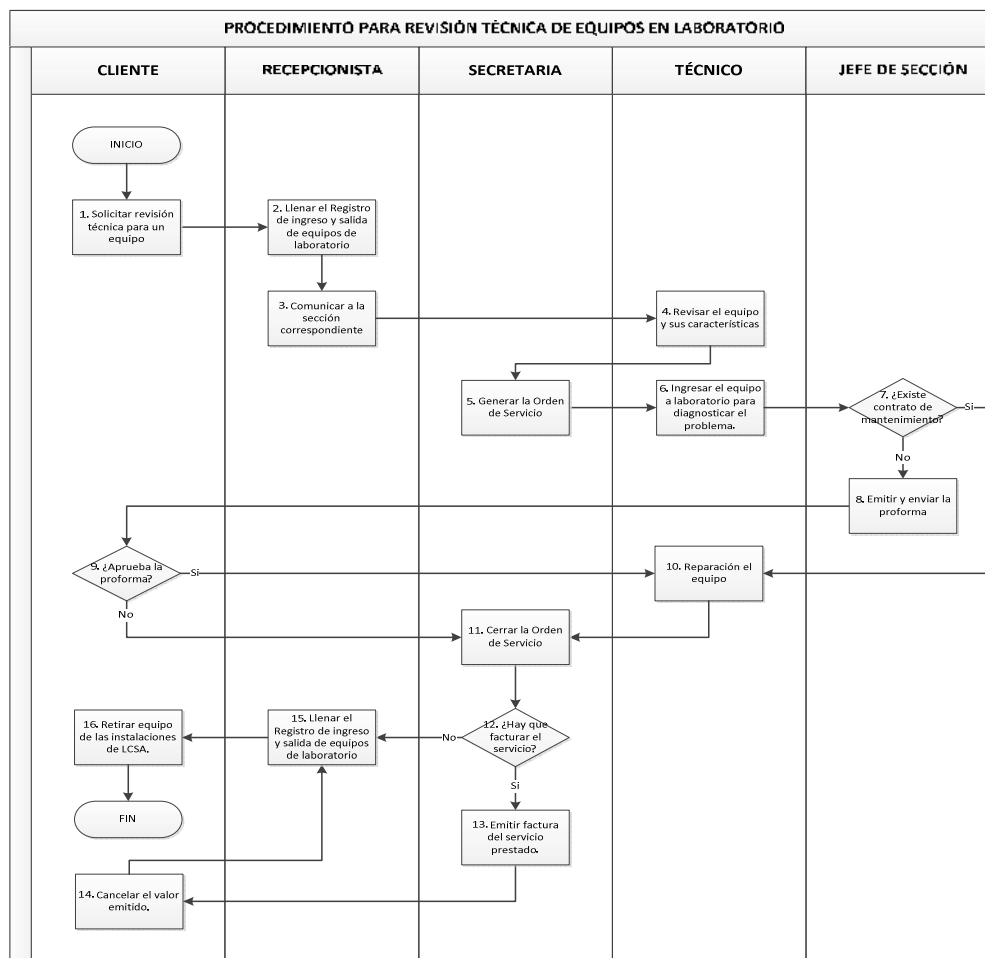 PROCEDIMIENTO PARA REVISIÓN TÉCNICA DE EQUIPOS EN LABORATORIO
CLIENTE
RECEPCIONISTA
SECRETARIA
TÉCNICO
JEFE DE SECCIÓN
INICIO
1. Solicitar revisión
técnica para un
equipo
2. Llenar el Registro
de ingreso y salida
de equipos de
laboratorio
3. Comunicar a la
sección
correspondiente
4. Revisar el equipo
y sus características
5. Generar la Orden
de Servicio
6. Ingresar el equipo
a laboratorio para
diagnosticar el
problema.
7. ¿Existe
contrato de
mantenimiento?
Si
No
8. Emitir y enviar la
proforma
9. ¿Aprueba la
proforma?
Si
No
10. Reparación el
equipo
11. Cerrar la Orden
de Servicio
12. ¿Hay que
facturar el
servicio?
No
Si
15. Llenar el
Registro de ingreso
y salida de equipos
de laboratorio
16. Retirar equipo
de las instalaciones
de LCSA.
FIN
13. Emitir factura
del servicio
prestado.
14. Cancelar el valor
emitido.